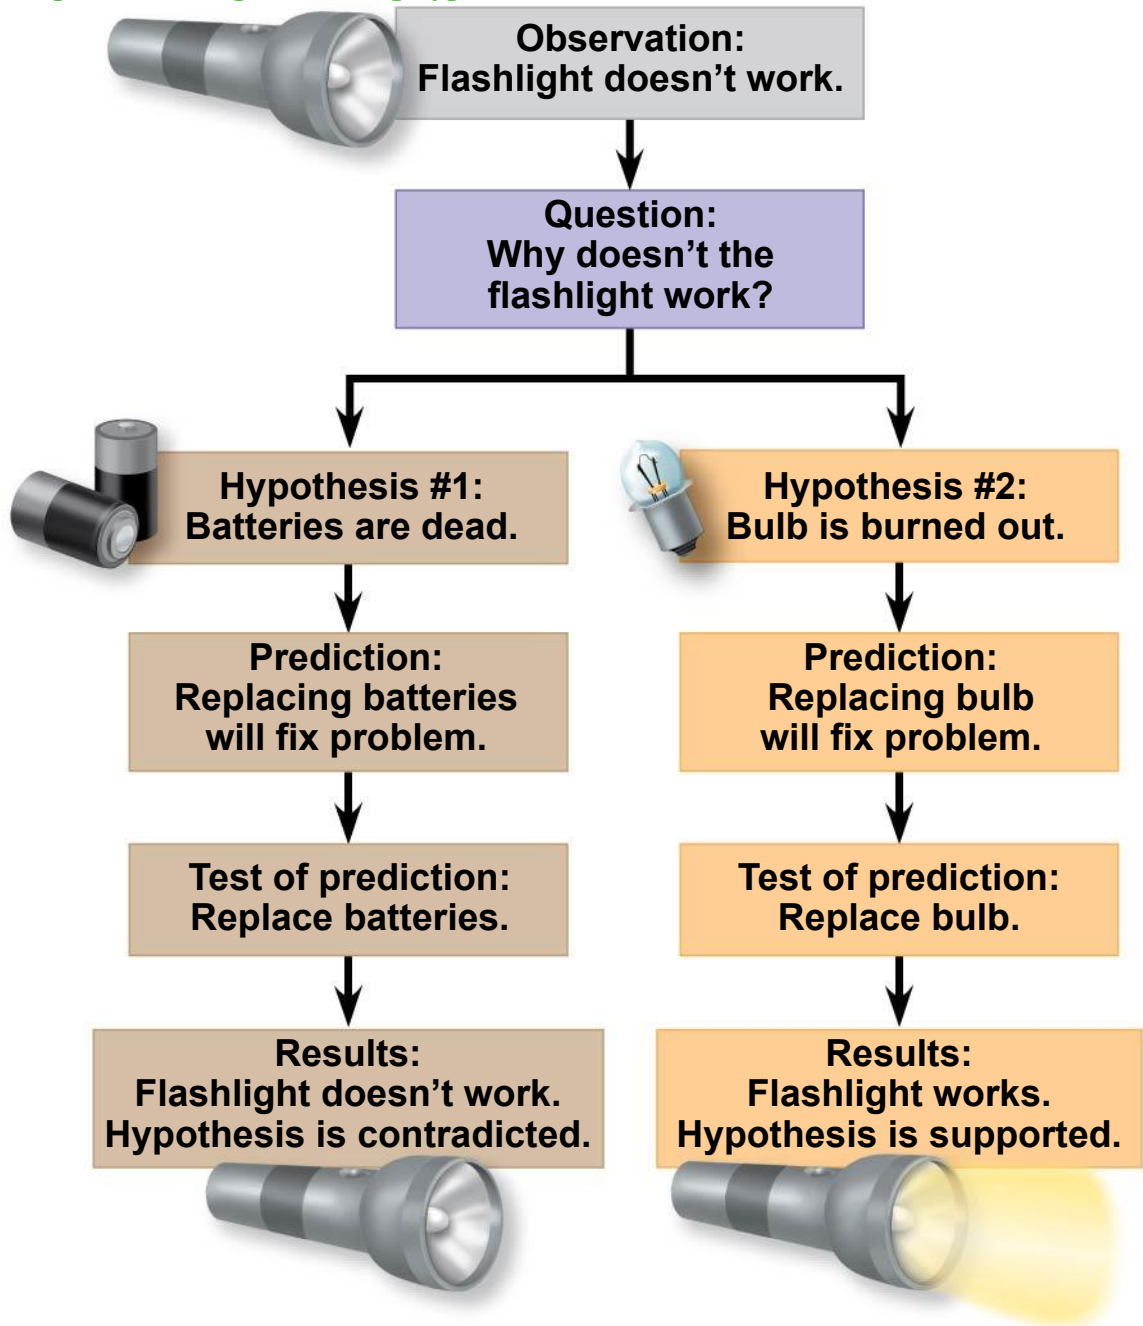 Observation:
Flashlight doesn’t work.
Question:
Why doesn’t the
flashlight work?
Hypothesis #1:
Batteries are dead.
Prediction:
Replacing batteries
will fix problem.
Test of prediction:
Replace batteries.
Results:
Flashlight doesn’t work.
Hypothesis is contradicted.
Hypothesis #2:
Bulb is burned out.
Prediction:
Replacing bulb
will fix problem.
Test of prediction:
Replace bulb.
Results:
Flashlight works.
Hypothesis is supported.